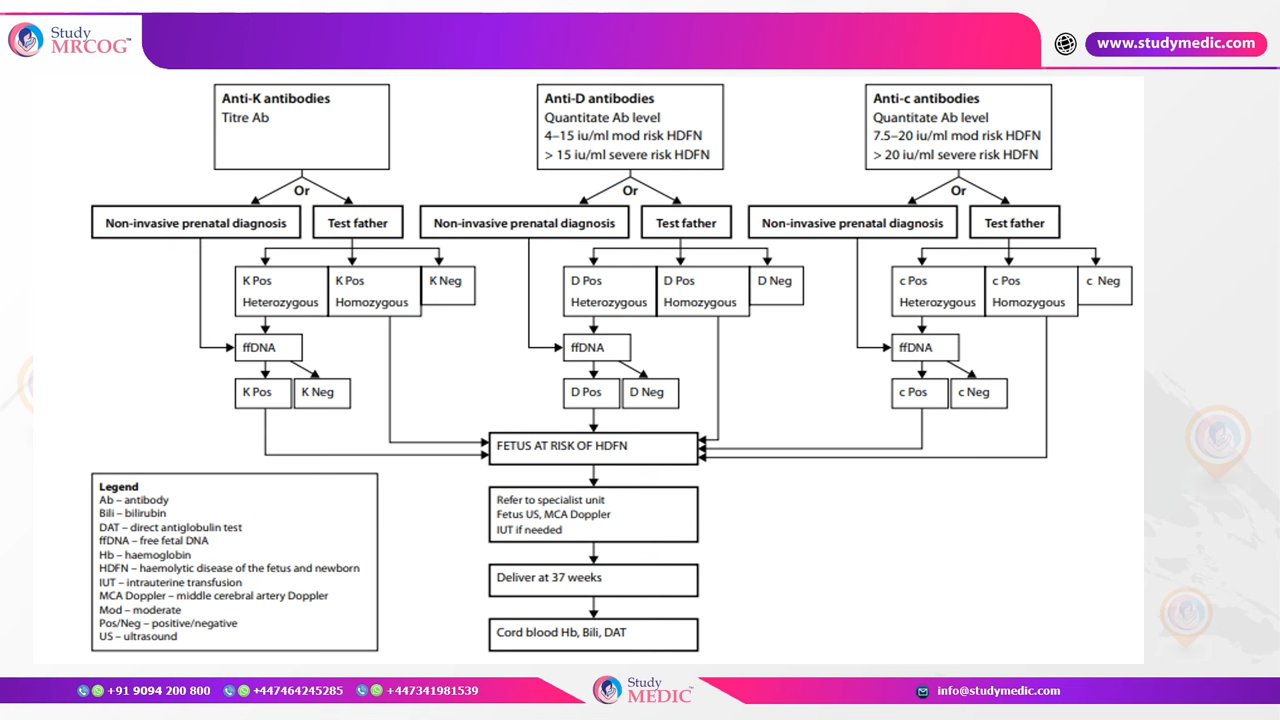 Study
MRCOG™
www.studymedic.com
Anti-K antibodies
Titre Ab
Anti-D antibodies
Quantitate Ab level
4–15 iu/ml mod risk HDFN
> 15 iu/ml severe risk HDFN
Anti-c antibodies
Quantitate Ab level
7.5–20 iu/ml mod risk HDFN
> 20 iu/ml severe risk HDFN
Or
Or
Or
Non-invasive prenatal diagnosis
Test father
Non-invasive prenatal diagnosis
Test father
Non-invasive prenatal diagnosis
Test father
K Pos
Heterozygous
K Pos
Homozygous
K Neg
D Pos
Heterozygous
D Pos
Homozygous
D Neg
c Pos
Heterozygous
c Pos
Homozygous
c Neg
ffDNA
ffDNA
ffDNA
K Pos
K Neg
D Pos
D Neg
c Pos
c Neg
FETUS AT RISK OF HDFN
Refer to specialist unit
Fetus US, MCA Doppler
IUT if needed
Deliver at 37 weeks
Cord blood Hb, Bili, DAT
Legend
Ab – antibody
Bili – bilirubin
DAT – direct antiglobulin test
ffDNA – free fetal DNA
Hb – haemoglobin
HDFN – haemolytic disease of the fetus and newborn
IUT – intrauterine transfusion
MCA Doppler – middle cerebral artery Doppler
Mod – moderate
Pos/Neg – positive/negative
US – ultrasound
+91 9094 200 800
+447464245285
+447341981539
Study
MEDIC™
info@studymedic.com